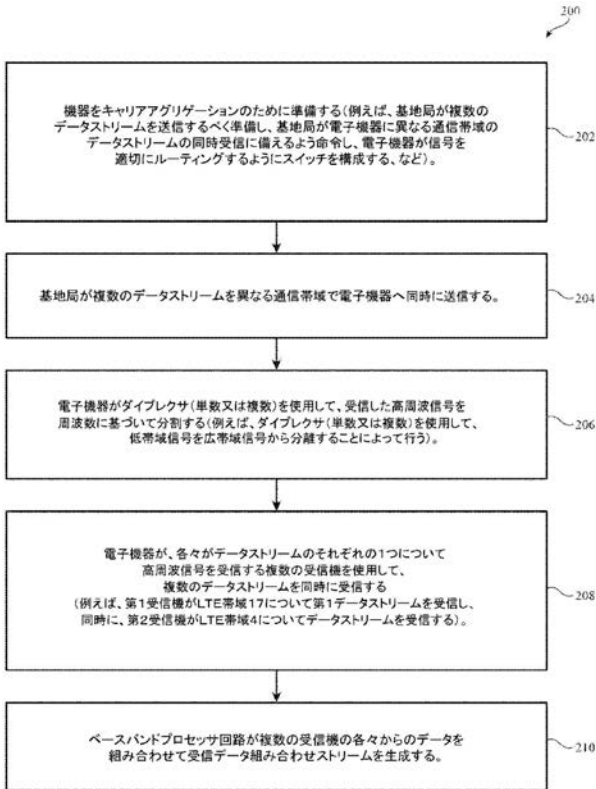 200
機器をキャリアアグリゲーションのために準備する(例えば、基地局が複数の
データストリームを送信するべく準備し、基地局が電子機器に異なる通信帯域の
データストリームの同時受信に備えるよう命令し、電子機器が信号を
適切にルーティングするようにスイッチを構成する、など)。
202
基地局が複数のデータストリームを異なる通信帯域で電子機器へ同時に送信する。
204
電子機器がダイプレクサ(単数又は複数)を使用して、受信した高周波信号を
周波数に基づいて分割する(例えば、ダイプレクサ(単数又は複数)を使用して、
低帯域信号を広帯域信号から分離することによって行う)。
206
電子機器が、各々がデータストリームのそれぞれの1つについて
高周波信号を受信する複数の受信機を使用して、
複数のデータストリームを同時に受信する
(例えば、第1受信機がLTE帯域17について第1データストリームを受信し、
同時に、第2受信機がLTE帯域4についてデータストリームを受信する)。
208
ベースバンドプロセッサ回路が複数の受信機の各々からのデータを
組み合わせて受信データ組み合わせストリームを生成する。
210